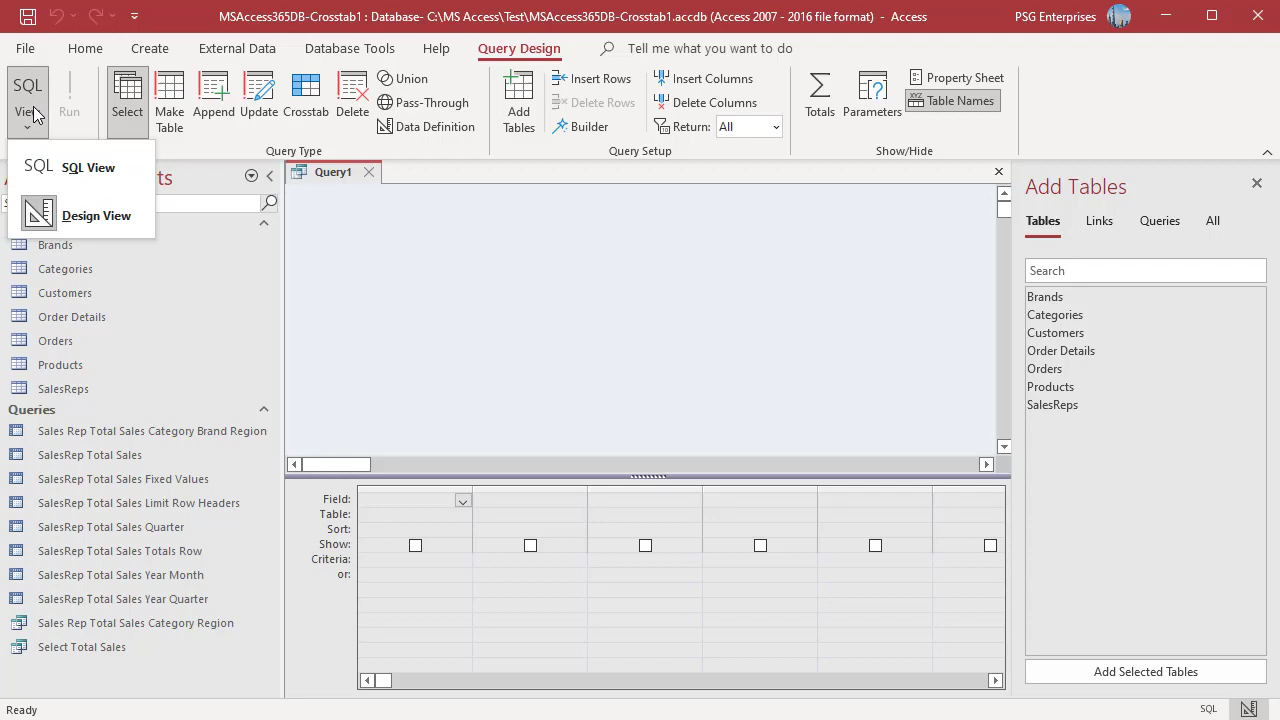 MSAccess365DB-Crosstab1 : Database- C:\MS Access\Test\MSAccess365DB-Crosstab1.accdb (Access 2007 - 2016 file format) - Access
PSG Enterprises
File Home Create External Data Database Tools Help Query Design Tell me what you want to do
SQL
View
Run
Select
Make Table
Append
Update
Crosstab
Delete
Union
Pass-Through
Data Definition
Query Type
Add Tables
Insert Rows
Delete Rows
Builder
Insert Columns
Delete Columns
Return: All
Query Setup
Totals
Parameters
Property Sheet
XYZ Table Names
Show/Hide
SQL SQL View
Design View
ts
Brands
Categories
Customers
Order Details
Orders
Products
SalesReps
Queries
Sales Rep Total Sales Category Brand Region
SalesRep Total Sales
SalesRep Total Sales Fixed Values
SalesRep Total Sales Limit Row Headers
SalesRep Total Sales Quarter
SalesRep Total Sales Totals Row
SalesRep Total Sales Year Month
SalesRep Total Sales Year Quarter
Sales Rep Total Sales Category Region
Select Total Sales
Query1
Field:
Table:
Sort:
Show:
Criteria:
or:
Add Tables
Tables Links Queries All
Search
Brands
Categories
Customers
Order Details
Orders
Products
SalesReps
Add Selected Tables
Ready
SQL